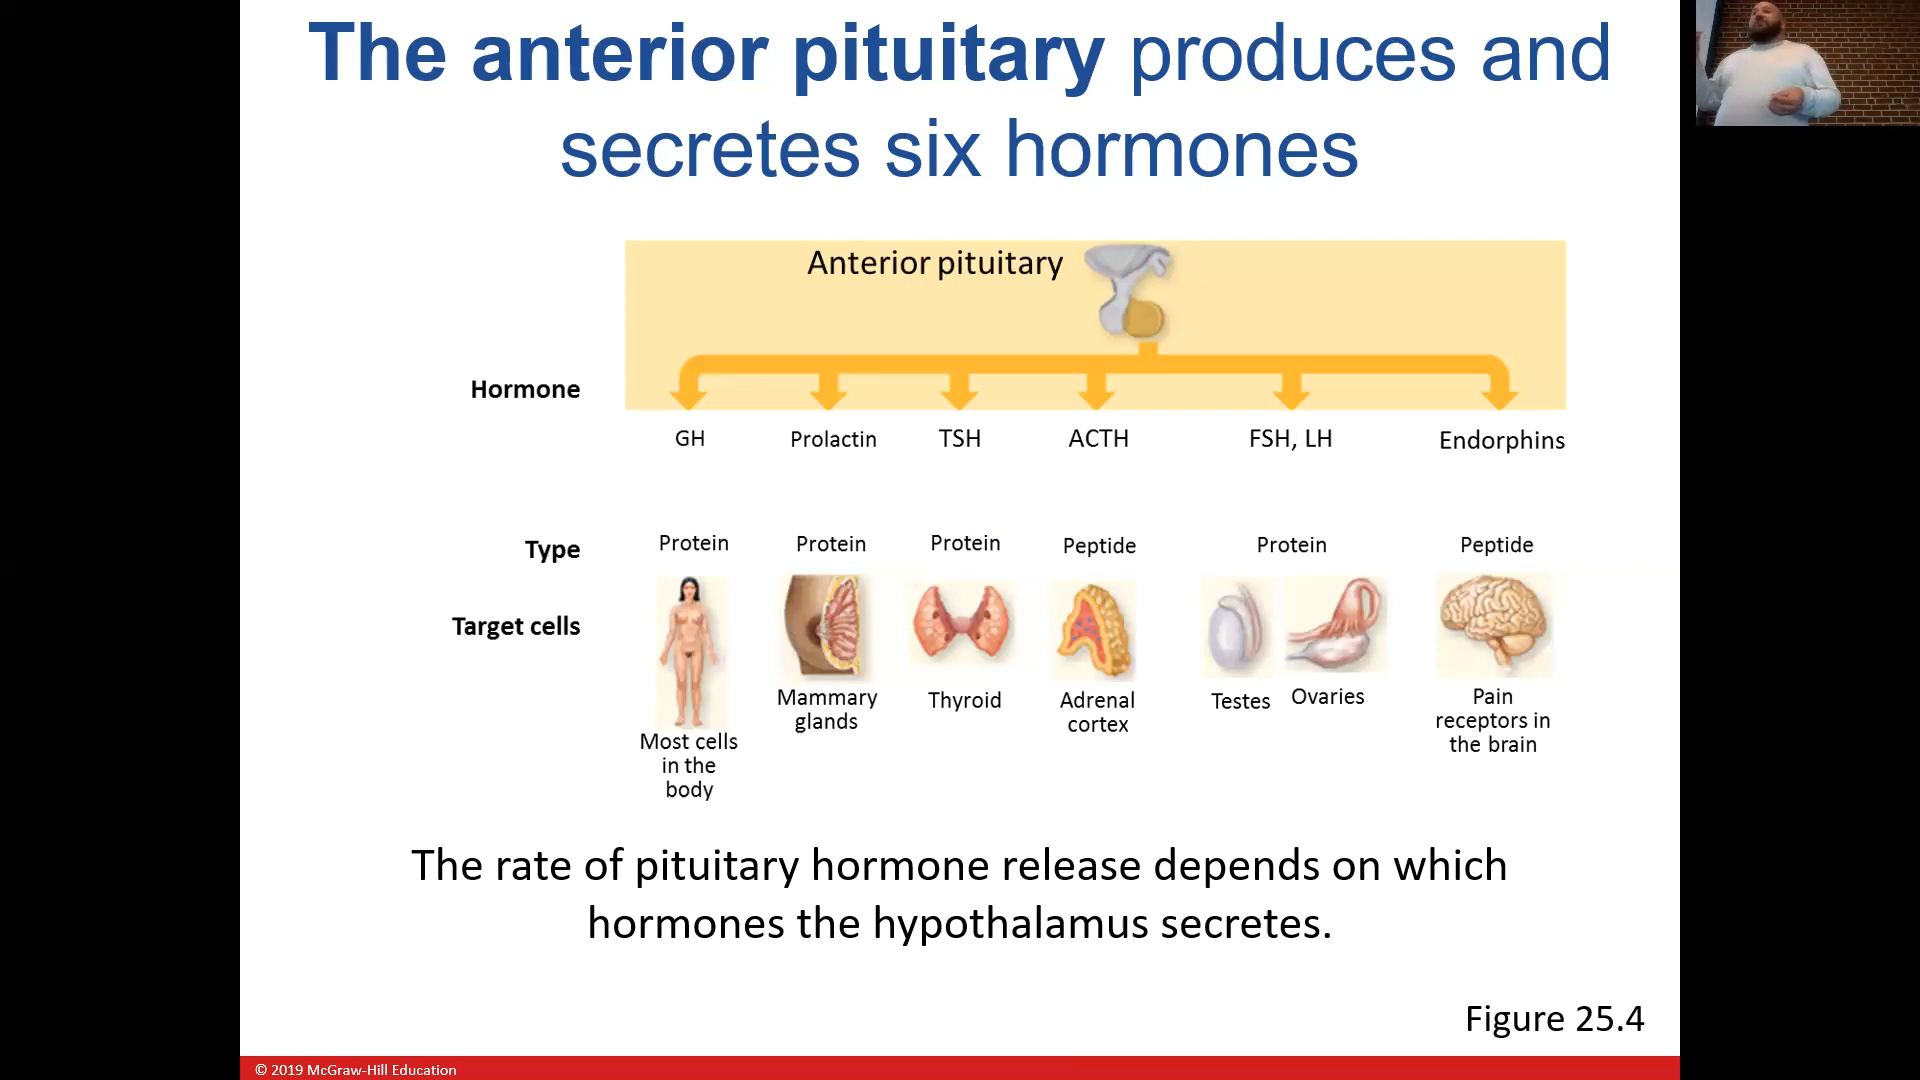 The anterior pituitary produces and
secretes six hormones
Anterior pituitary
Hormone
GH Prolactin TSH ACTH FSH, LH Endorphins
Type
Protein Protein Protein Peptide Protein Peptide
Target cells
Most cells
in the
body
Mammary
glands
Thyroid
Adrenal
cortex
Testes Ovaries
Pain
receptors in
the brain
The rate of pituitary hormone release depends on which
hormones the hypothalamus secretes.
Figure 25.4
© 2019 McGraw-Hill Education